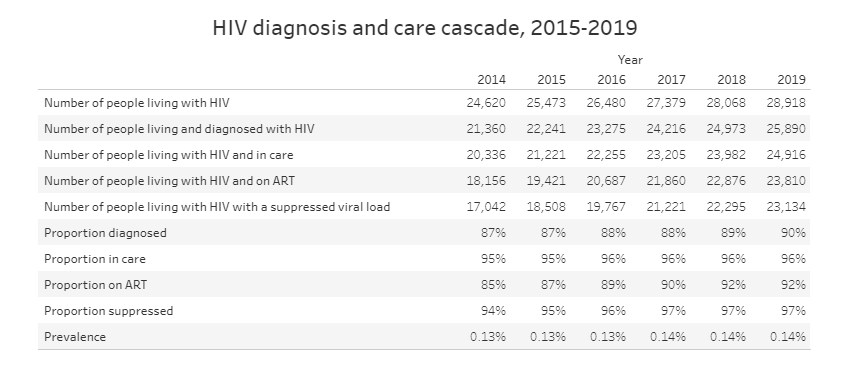 HIV diagnosis and care cascade, 2015-2019
Year
2014 2015 2016 2017 2018 2019
Number of people living with HIV 24,620 25,473 26,480 27,379 28,068 28,918
Number of people living and diagnosed with HIV 21,360 22,241 23,275 24,216 24,973 25,890
Number of people living with HIV and in care 20,336 21,221 22,255 23,205 23,982 24,916
Number of people living with HIV and on ART 18,156 19,421 20,687 21,860 22,876 23,810
Number of people living with HIV with a suppressed viral load 17,042 18,508 19,767 21,221 22,295 23,134
Proportion diagnosed 87% 87% 88% 88% 89% 90%
Proportion in care 95% 95% 96% 96% 96% 96%
Proportion on ART 85% 87% 89% 90% 92% 92%
Proportion suppressed 94% 95% 96% 97% 97% 97%
Prevalence 0.13% 0.13% 0.13% 0.14% 0.14% 0.14%